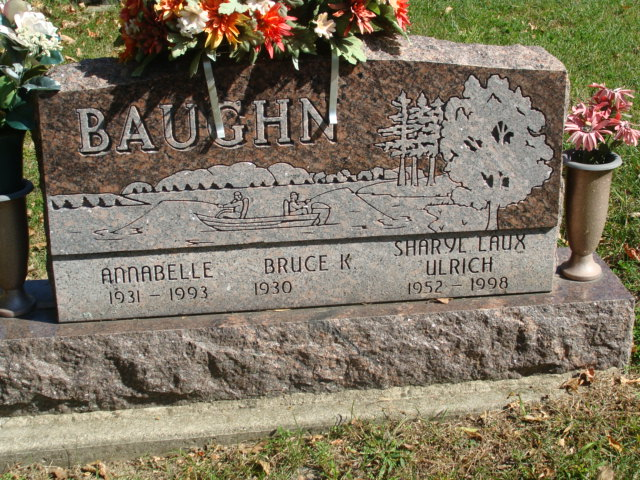 BAUGHN
ANNABELLE
1931 - 1993
BRUCE K.
1930
SHARYL LAUX
ULRICH
1952 - 1998